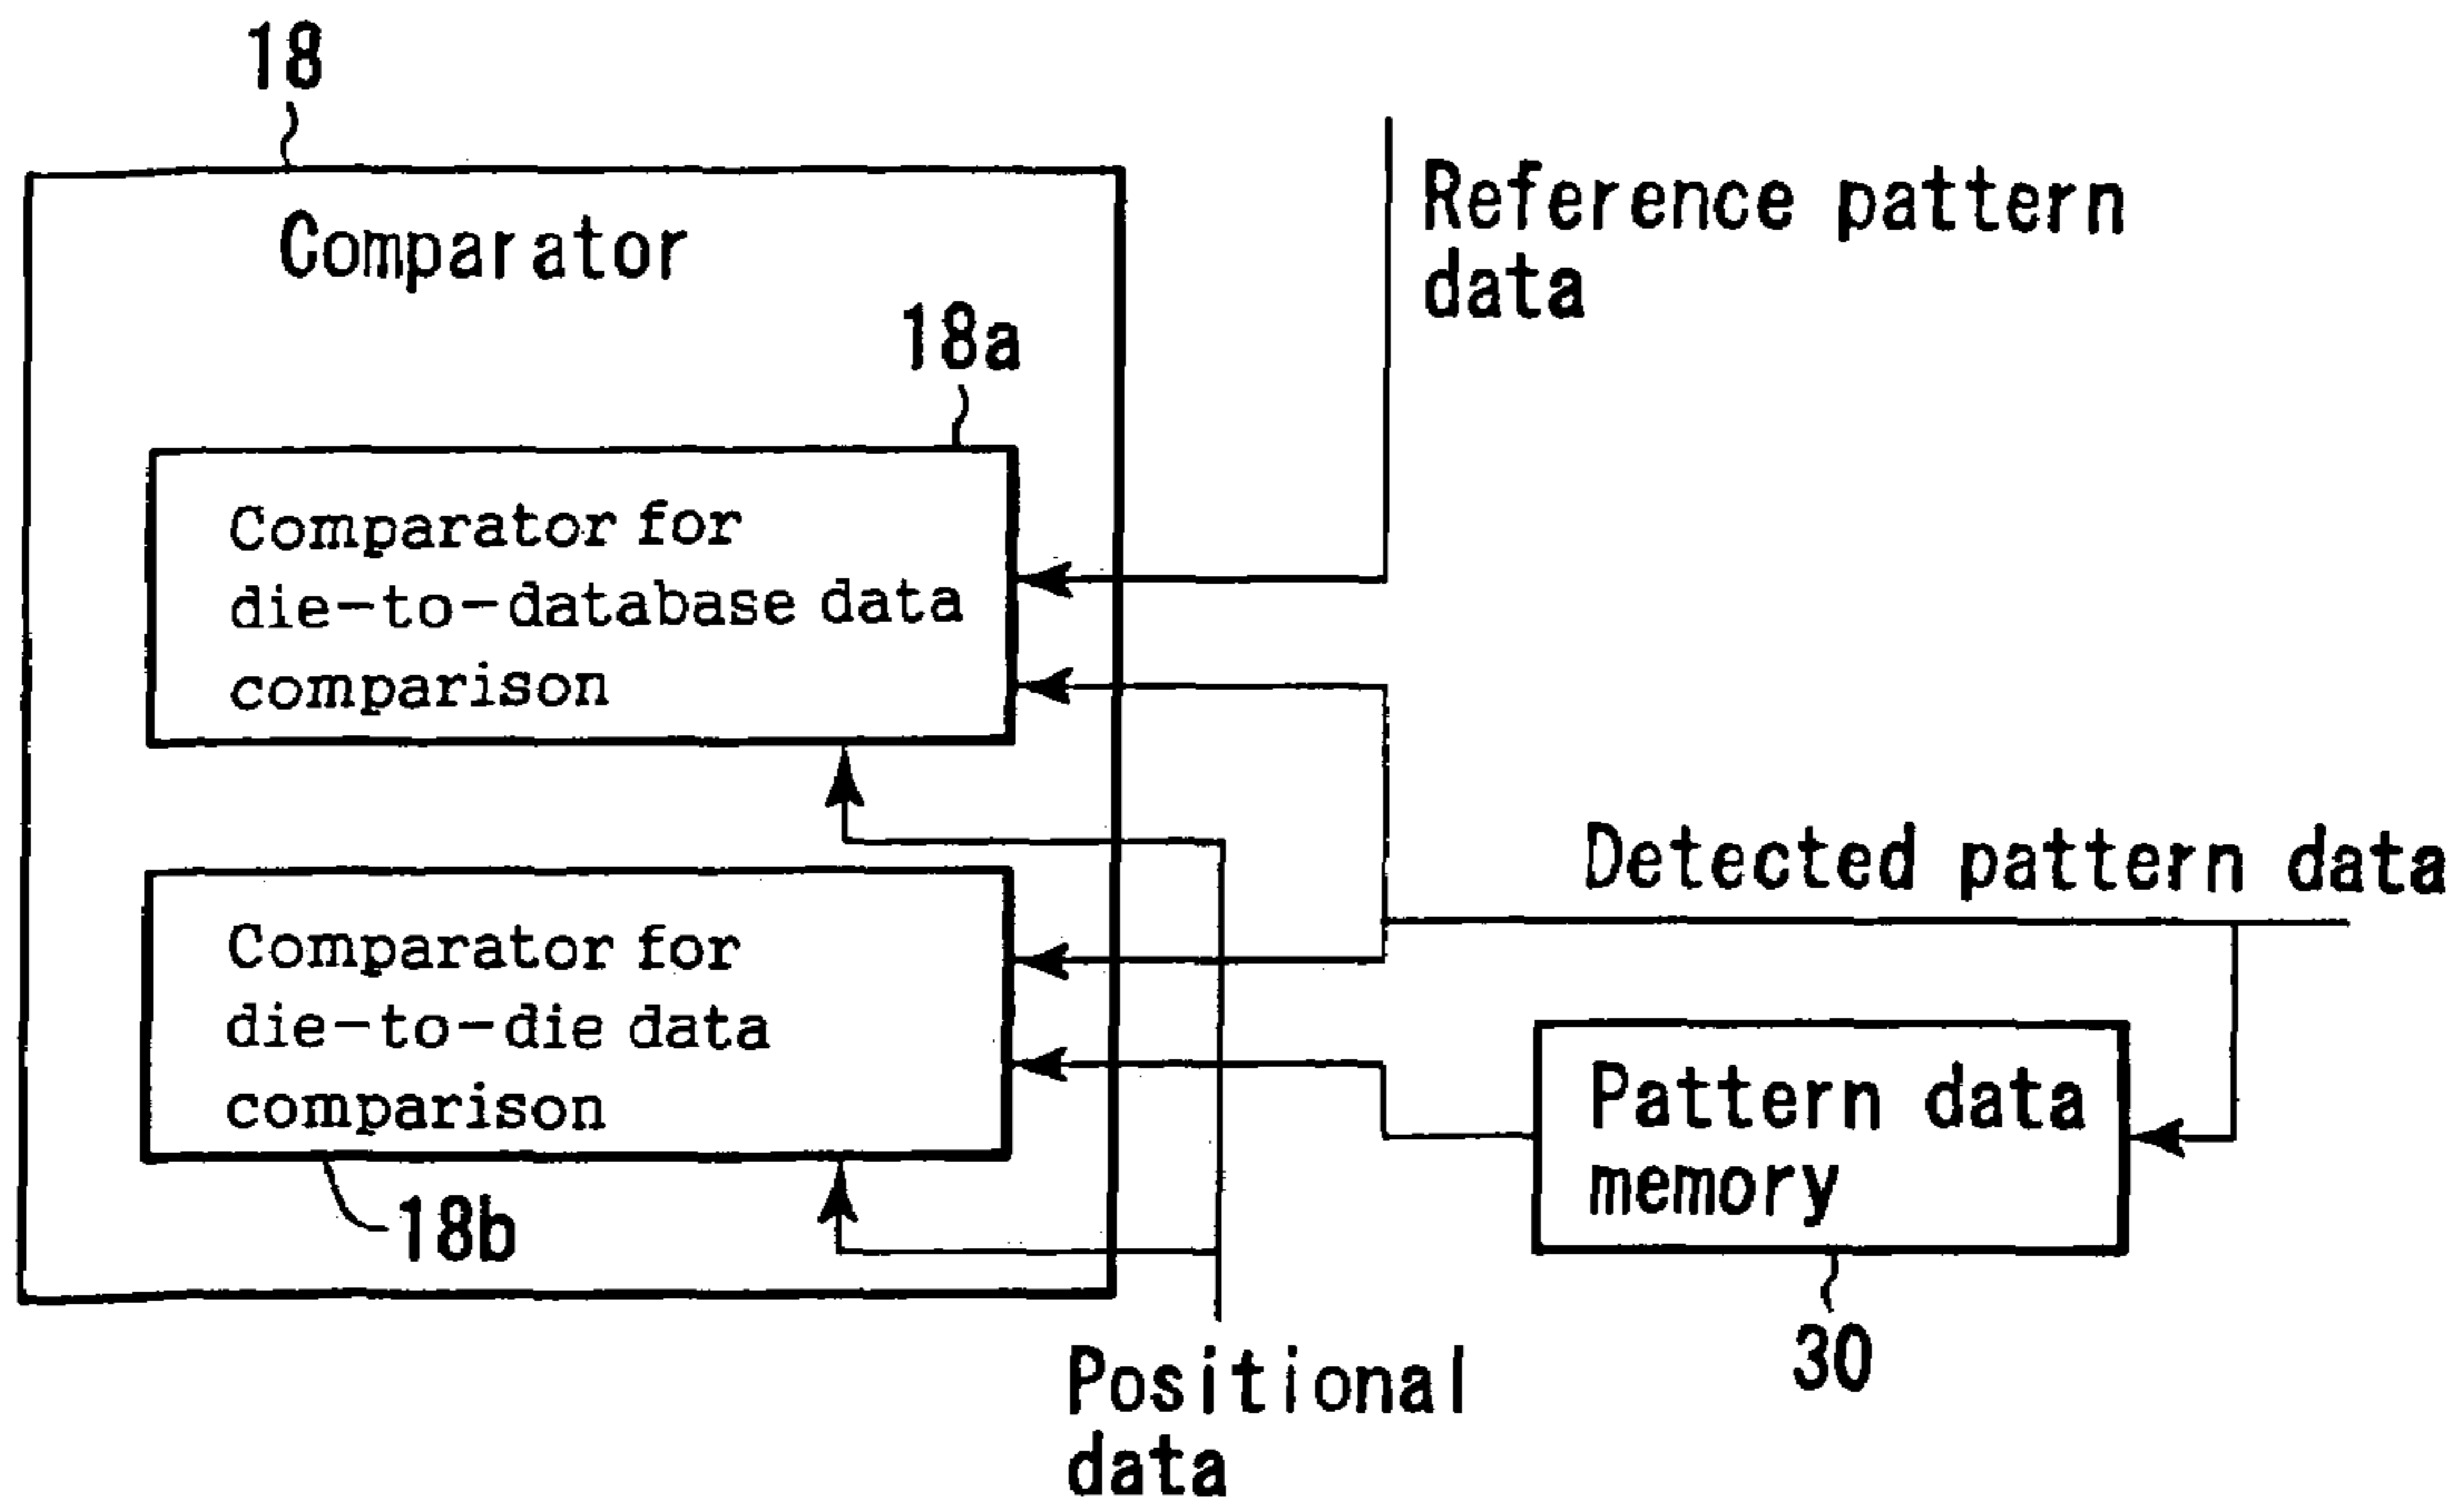 18
Comparator
Reference pattern
data
18a
Comparator for
die-to-database data
comparison
Detected pattern data
Comparator for
die-to-die data
comparison
18b
Pattern data
memory
30
Positional
data